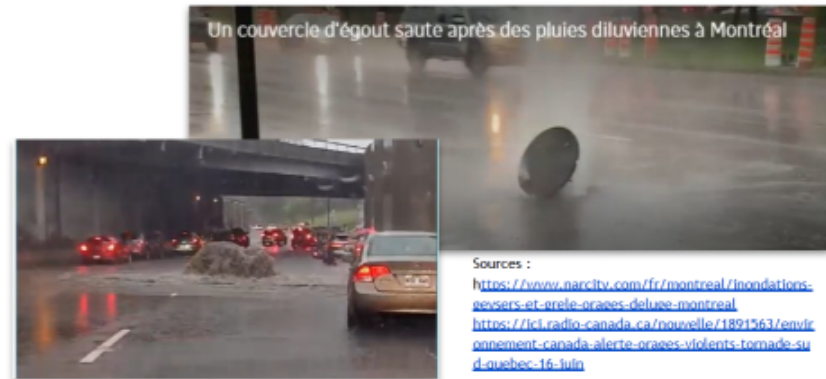 Un couvercle d'égout saute après des pluies diluviennes à Montréal
Sources :
https://www.narcity.com/fr/montreal/inondations-
geysers-et-grele-orages-deluge-montreal
https://ici.radio-canada.ca/nouvelle/1891563/envir
onnement-canada-alerte-orages-violents-tornade-su
d-quebec-16-juin